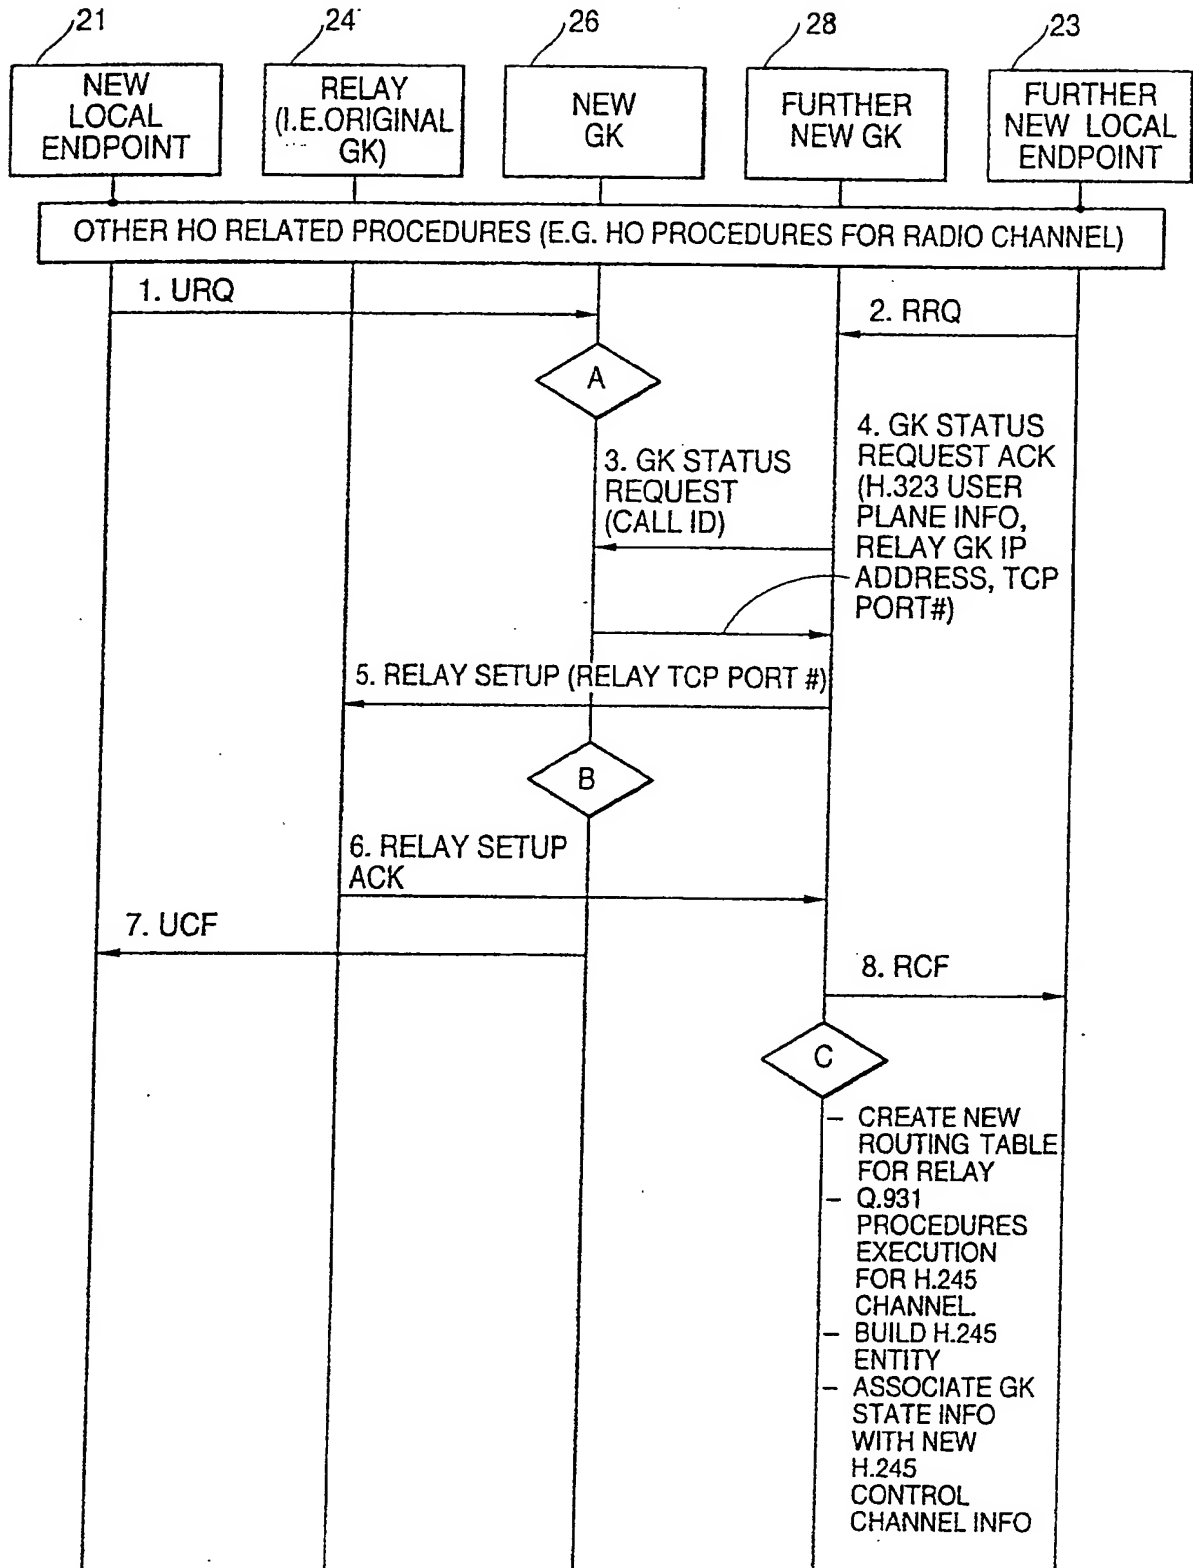 21
24
26
28
23
NEW
LOCAL
ENDPOINT
RELAY
(I.E.ORIGINAL
GK)
NEW
GK
FURTHER
NEW GK
FURTHER
NEW LOCAL
ENDPOINT
OTHER HO RELATED PROCEDURES (E.G. HO PROCEDURES FOR RADIO CHANNEL)
1. URQ
2. RRQ
A
3. GK STATUS
REQUEST
(CALL ID)
4. GK STATUS
REQUEST ACK
(H.323 USER
PLANE INFO,
RELAY GK IP
ADDRESS, TCP
PORT#)
5. RELAY SETUP (RELAY TCP PORT #)
B
6. RELAY SETUP
ACK
7. UCF
8. RCF
C
– CREATE NEW
ROUTING TABLE
FOR RELAY
– Q.931
PROCEDURES
EXECUTION
FOR H.245
CHANNEL.
– BUILD H.245
ENTITY
– ASSOCIATE GK
STATE INFO
WITH NEW
H.245
CONTROL
CHANNEL INFO